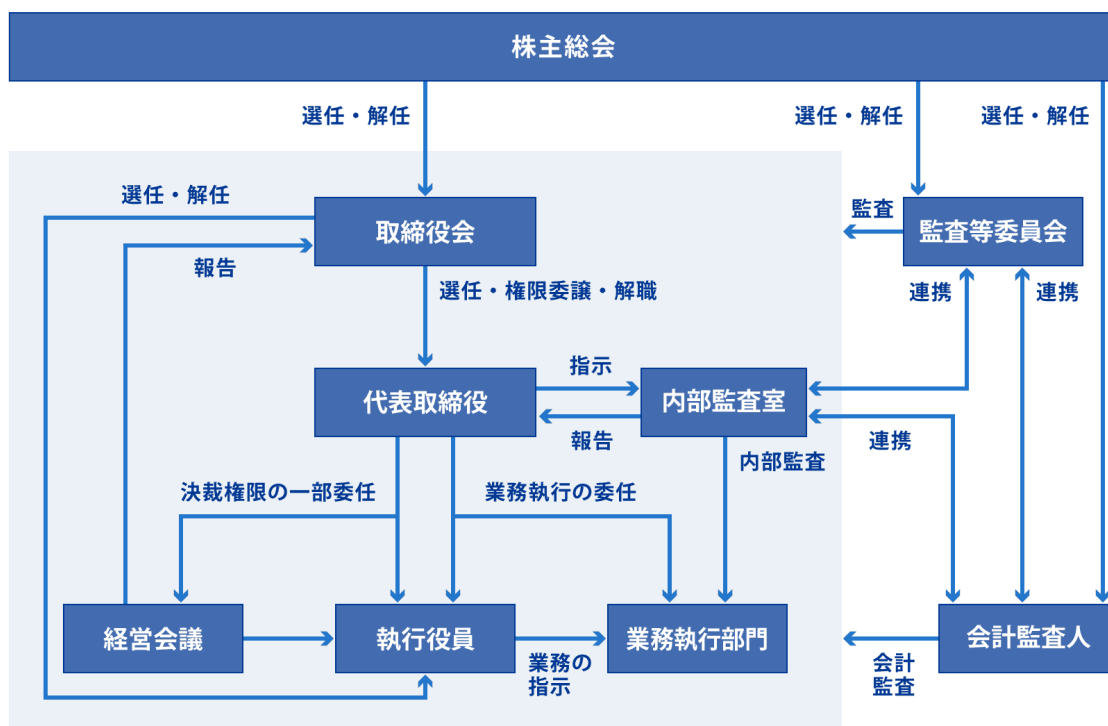 株主総会
選任・解任
選任・解任
選任・解任
選任・解任
取締役会
監査
監査等委員会
報告
選任・権限委譲・解職
連携
連携
代表取締役
指示
報告
内部監査室
連携
内部監査
決裁権限の一部委任
業務執行の委任
経営会議
執行役員
業務の
指示
業務執行部門
会計監査人
会計
監査